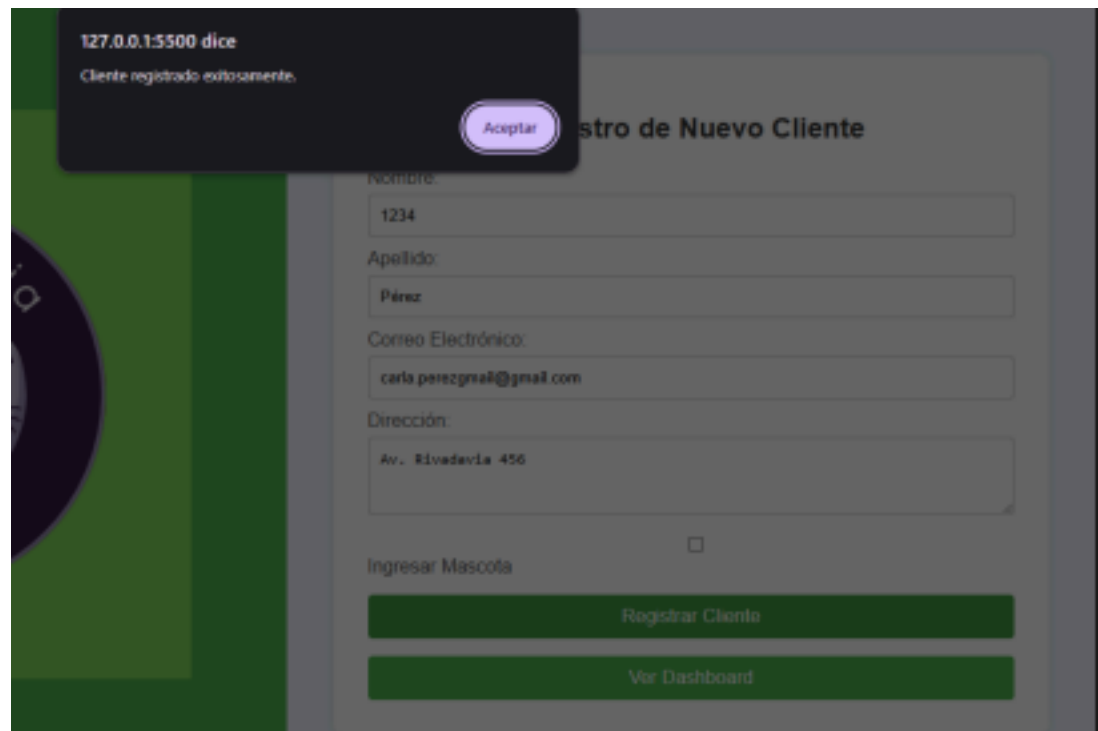 127.0.0.1:5500 dice
Cliente registrado exitosamente.
Aceptar
stro de Nuevo Cliente
Nombre:
1234
Apellido:
Pérez
Correo Electrónico:
carla.perezgmail@gmail.com
Dirección:
Av. Rivadavia 456
Ingresar Mascota
Registrar Cliente
Ver Dashboard